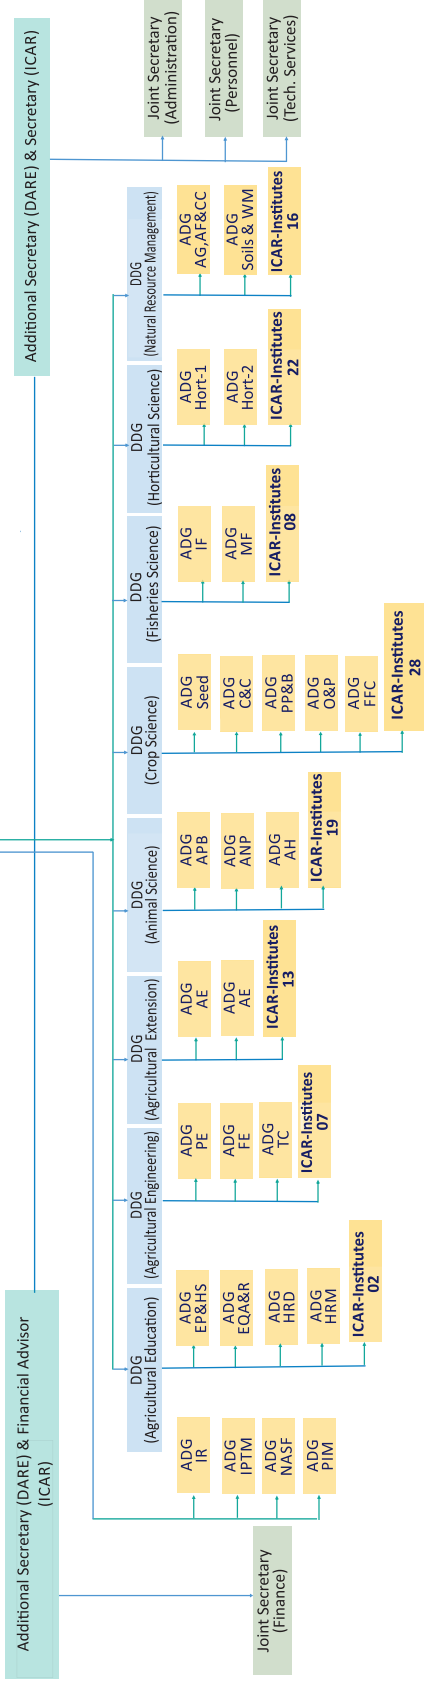 Additional Secretary (DARE) & Financial Advisor
(ICAR)
Additional Secretary (DARE) & Secretary (ICAR)
Joint Secretary
(Finance)
ADG
IR
ADG
IPTM
ADG
NASF
ADG
PIM
DDG
(Agricultural Education)
ADG
EP&HS
ADG
EQA&R
ADG
HRD
ADG
HRM
ICAR-Institutes
02
DDG
(Agricultural Engineering)
ADG
PE
ADG
FE
ADG
TC
ICAR-Institutes
07
DDG
(Agricultural Extension)
ADG
AE
ADG
AE
ICAR-Institutes
13
DDG
(Animal Science)
ADG
APB
ADG
ANP
ADG
AH
ICAR-Institutes
19
DDG
(Crop Science)
ADG
Seed
ADG
C&C
ADG
PP&B
ADG
O&P
ADG
FFC
ICAR-Institutes
28
DDG
(Fisheries Science)
ADG
IF
ADG
MF
ICAR-Institutes
08
DDG
(Horticultural Science)
ADG
Hort-1
ADG
Hort-2
ICAR-Institutes
22
DDG
(Natural Resource Management)
ADG
AG,AF&CC
ADG
Soils & WM
ICAR-Institutes
16
Joint Secretary
(Administration)
Joint Secretary
(Personnel)
Joint Secretary
(Tech. Services)